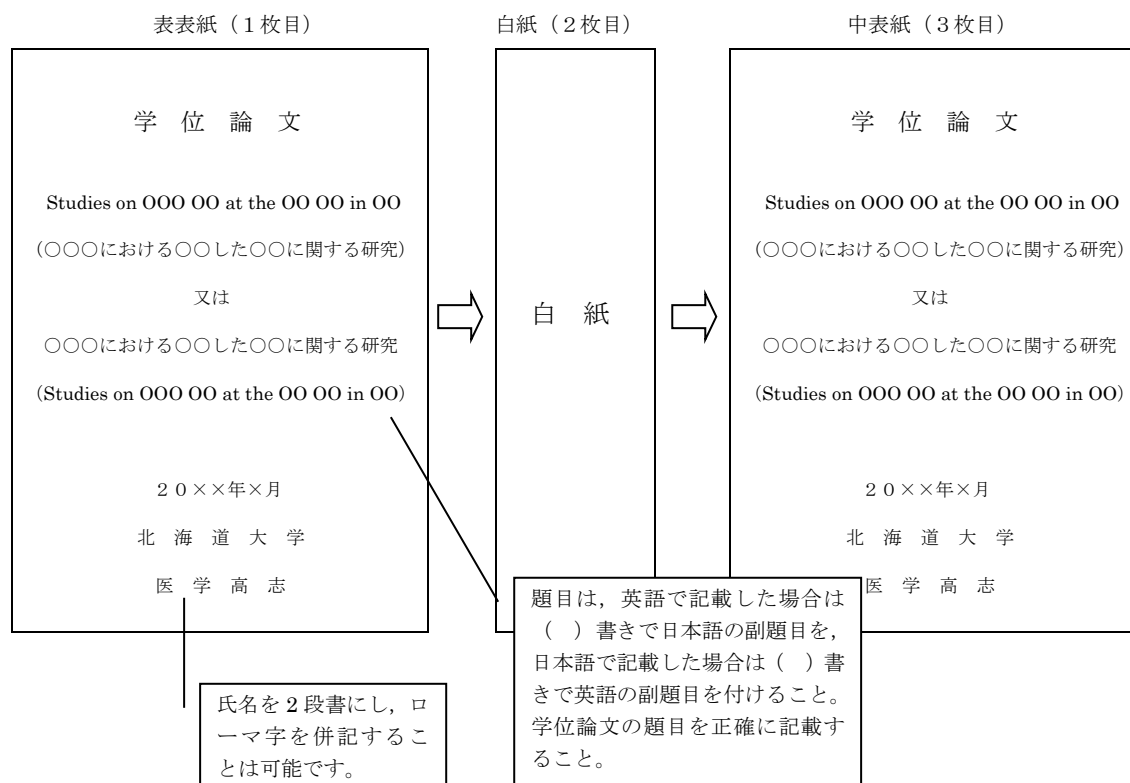 表表紙（１枚目）
学　位　論　文
Studies on OOO OO at the OO OO in OO
(○○○における○○した○○に関する研究)
又は
○○○における○○した○○に関する研究
(Studies on OOO OO at the OO OO in OO)
２０××年×月
北　海　道　大　学
医　学　高　志
氏名を 2 段書にし，ロ
ーマ字を併記するこ
とは可能です。
白紙（２枚目）
白　紙
題目は，英語で記載した場合は
（　）書きで日本語の副題目を，
日本語で記載した場合は（　）書
きで英語の副題目を付けること。
学位論文の題目を正確に記載す
ること。
中表紙（３枚目）
学　位　論　文
Studies on OOO OO at the OO OO in OO
(○○○における○○した○○に関する研究)
又は
○○○における○○した○○に関する研究
(Studies on OOO OO at the OO OO in OO)
２０××年×月
北　海　道　大　学
医　学　高　志